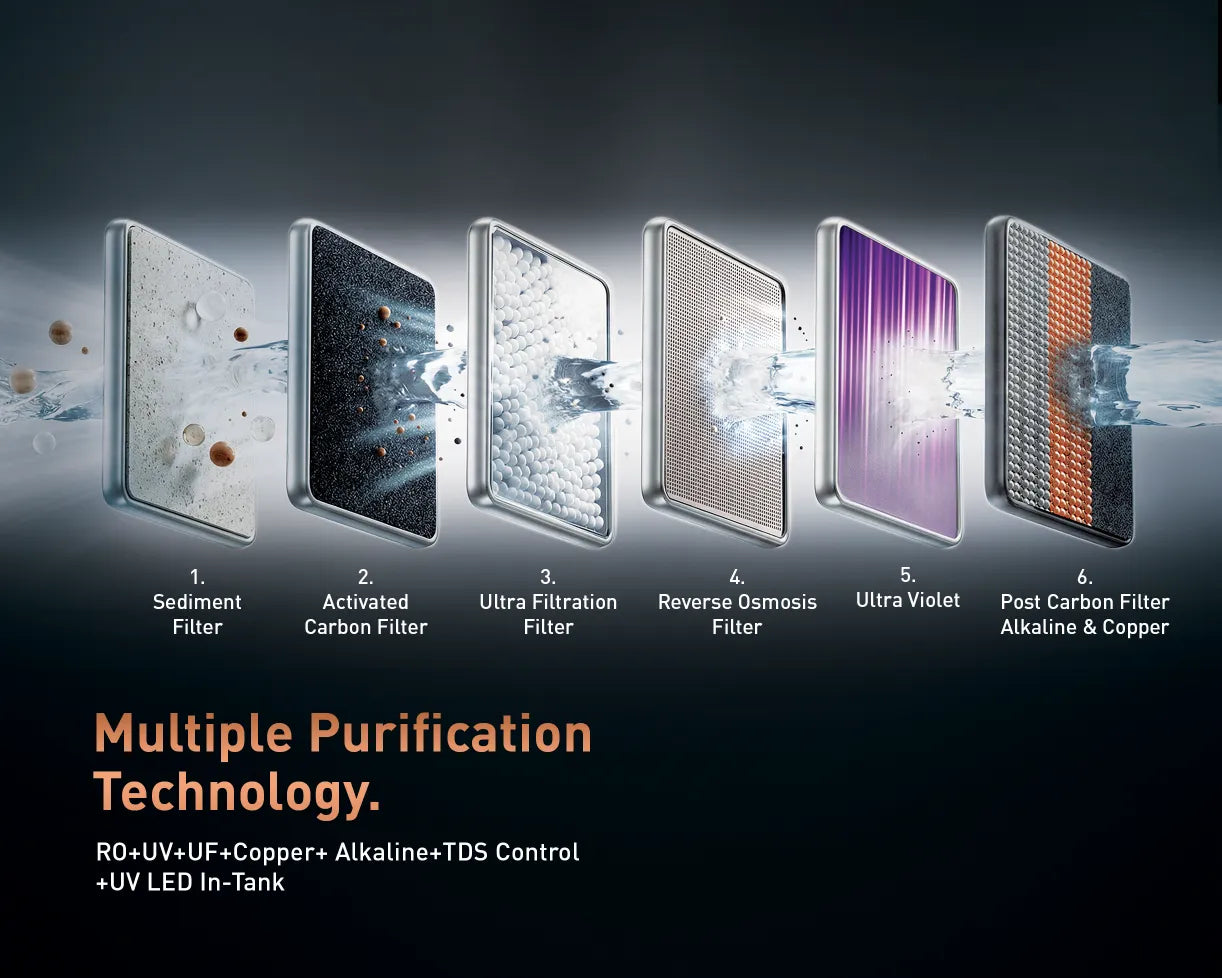 1.
Sediment
Filter
2.
Activated
Carbon Filter
3.
Ultra Filtration
Filter
4.
Reverse Osmosis
Filter
5.
Ultra Violet
6.
Post Carbon Filter
Alkaline & Copper
Multiple Purification
Technology.
RO+UV+UF+Copper+ Alkaline+TDS Control
+UV LED In-Tank